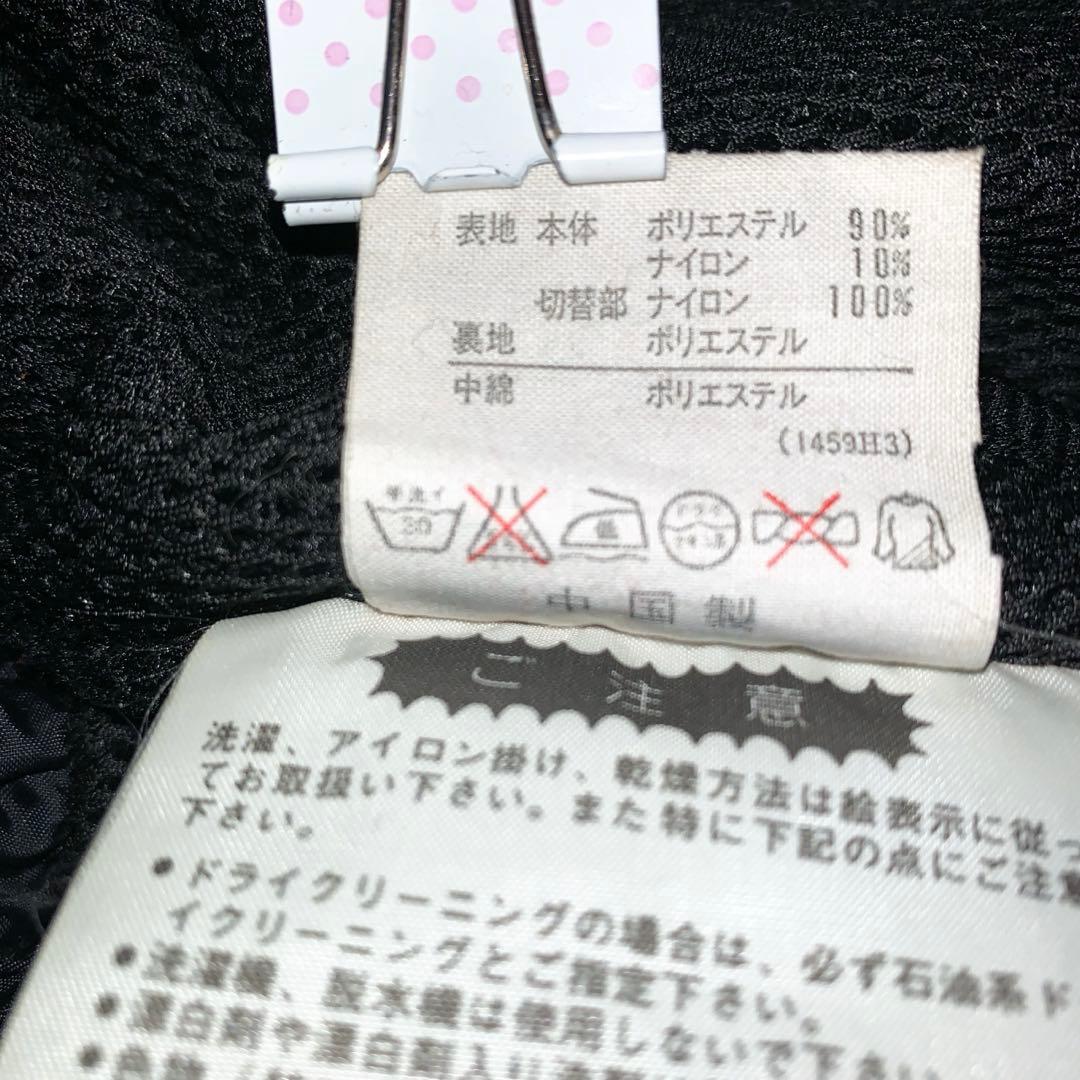 表地 本体 ポリエステル 90%
ナイロン 10%
切替部 ナイロン 100%
裏地 ポリエステル
中綿 ポリエステル
(1459H3)
手洗イ
30
中国製
ご注意
洗濯、アイロン掛け、乾燥方法は絵表示に従っ
てお取扱い下さい。また特に下記の点にご注意
下さい。
●ドライクリーニングの場合は、必ず石油系ド
イクリーニングとご指定下さい。
●洗濯機、脱水機は使用しないで下さい
●漂白剤や漂白剤入り